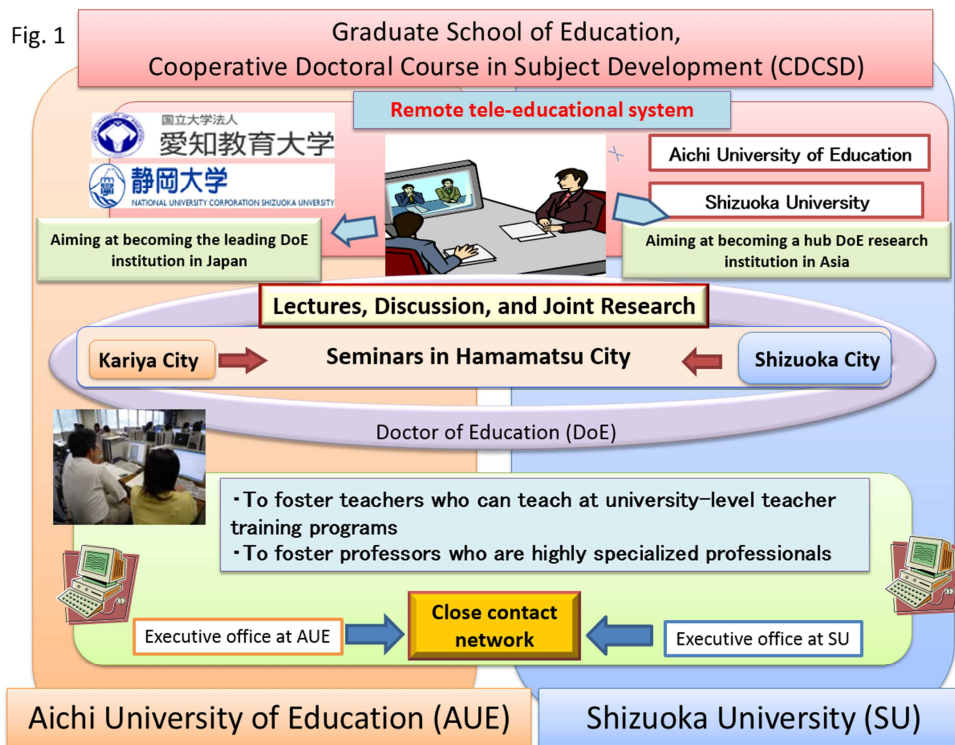 Fig. 1
Graduate School of Education,
Cooperative Doctoral Course in Subject Development (CDCSD)
Remote tele-educational system
国立大学法人
愛知教育大学
静岡大学
NATIONAL UNIVERSITY CORPORATION SHIZUOKA UNIVERSITY
Aichi University of Education
Shizuoka University
Aiming at becoming the leading DoE
institution in Japan
Aiming at becoming a hub DoE research
institution in Asia
Lectures, Discussion, and Joint Research
Kariya City
Seminars in Hamamatsu City
Shizuoka City
Doctor of Education (DoE)
・To foster teachers who can teach at university-level teacher
training programs
・To foster professors who are highly specialized professionals
Close contact
network
Executive office at AUE
Executive office at SU
Aichi University of Education (AUE)
Shizuoka University (SU)